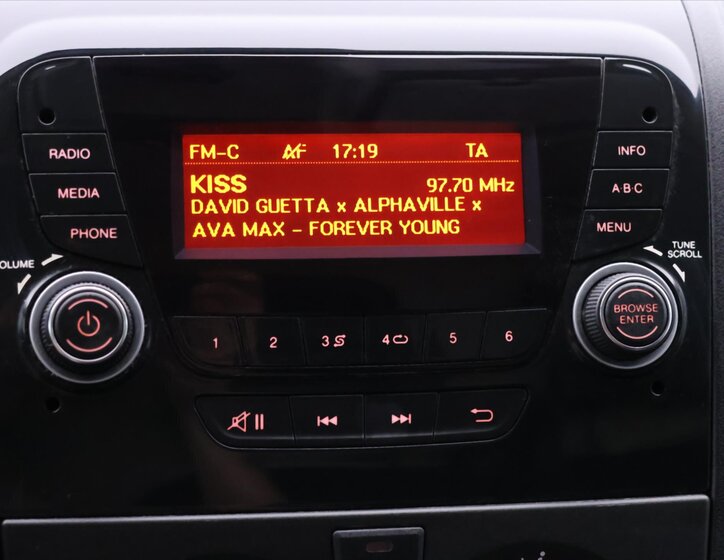 FM-C AF 17:19 TA
KISS 97.70 MHz
DAVID GUETTA x ALPHAVILLE x
AVA MAX - FOREVER YOUNG
RADIO
MEDIA
PHONE
INFO
A·B·C
MENU
VOLUME
TUNE
SCROLL
BROWSE
ENTER
1 2 3 4 5 6